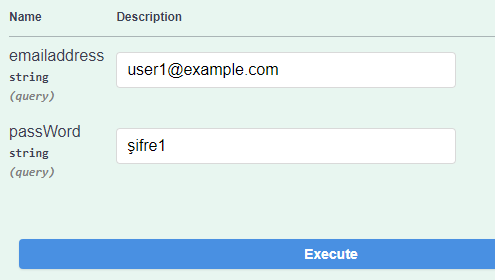 Name Description
emailaddress
string
(query)
user1@example.com
passWord
string
(query)
şifre1
Execute